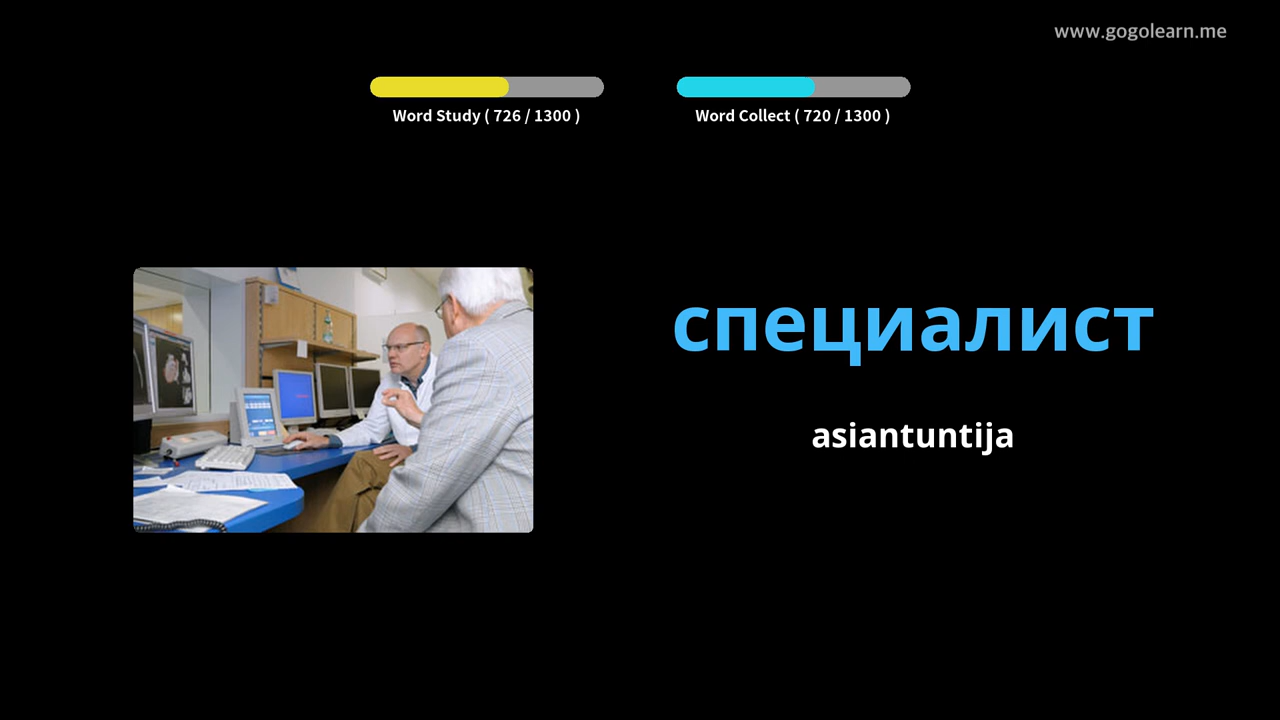 www.gogolearn.me
Word Study ( 726 / 1300 )
Word Collect ( 720 / 1300 )
специалист
asiantuntija